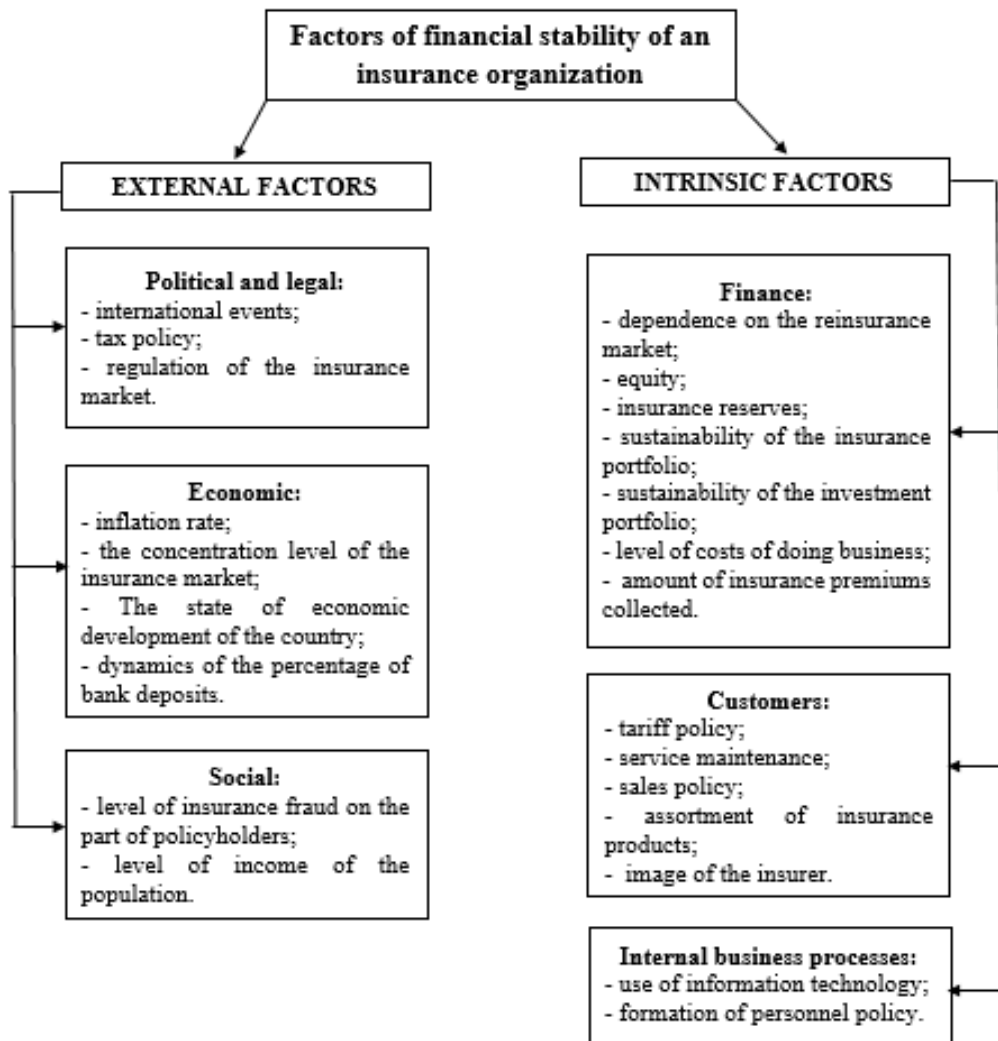 Factors of financial stability of an
insurance organization
EXTERNAL FACTORS
Political and legal:
- international events;
- tax policy;
- regulation of the insurance
market.
Economic:
- inflation rate;
- the concentration level of the
insurance market;
- The state of economic
development of the country;
- dynamics of the percentage of
bank deposits.
Social:
- level of insurance fraud on the
part of policyholders;
- level of income of the
population.
INTRINSIC FACTORS
Finance:
- dependence on the reinsurance
market;
- equity;
- insurance reserves;
- sustainability of the insurance
portfolio;
- sustainability of the investment
portfolio;
- level of costs of doing business;
- amount of insurance premiums
collected.
Customers:
- tariff policy;
- service maintenance;
- sales policy;
- assortment of insurance
products;
- image of the insurer.
Internal business processes:
- use of information technology;
- formation of personnel policy.